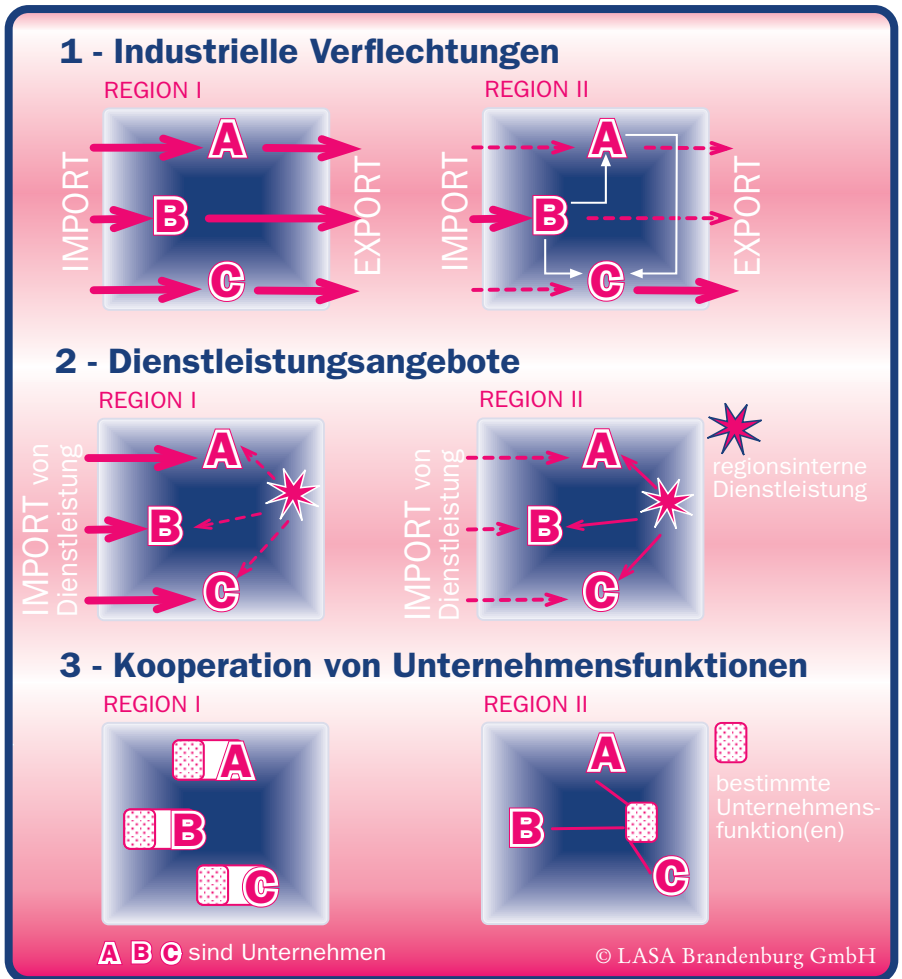 1 - Industrielle Verflechtungen
REGION I
REGION II
IMPORT
A
B
C
EXPORT
IMPORT
A
B
C
EXPORT
2 - Dienstleistungsangebote
REGION I
REGION II
IMPORT von
Dienstleistung
A
B
C
IMPORT von
Dienstleistung
A
B
C
regionsinterne
Dienstleistung
3 - Kooperation von Unternehmensfunktionen
REGION I
REGION II
A
B
C
A
B
C
bestimmte
Unternehmens-
funktion(en)
A B C sind Unternehmen
© LASA Brandenburg GmbH